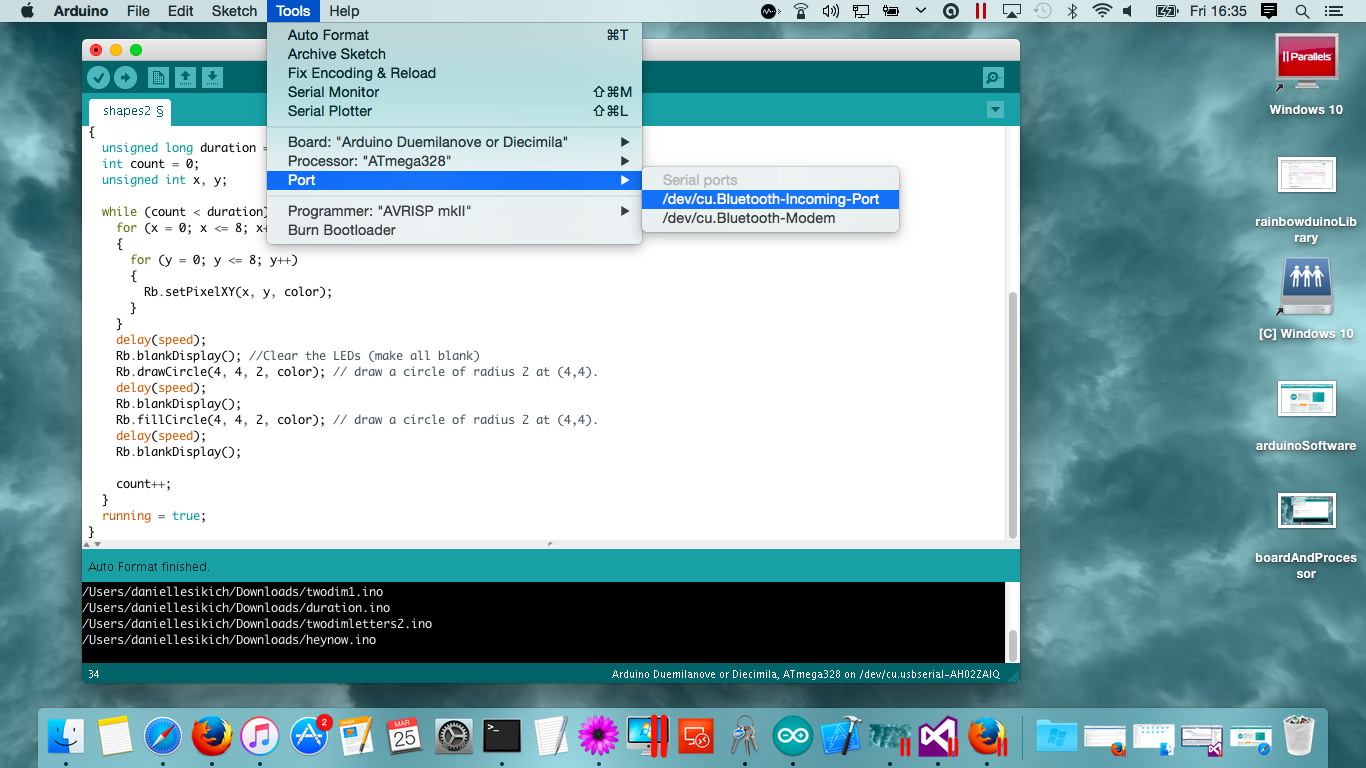 Arduino File Edit Sketch Tools Help Fri 16:35
Auto Format ⌘T
Archive Sketch
Fix Encoding & Reload
Serial Monitor ⇧⌘M
Serial Plotter ⇧⌘L
Board: "Arduino Duemilanove or Diecimila"
Processor: "ATmega328"
Port
Programmer: "AVRISP mkII"
Burn Bootloader
Serial ports
/dev/cu.Bluetooth-Incoming-Port
/dev/cu.Bluetooth-Modem
shapes2 §
{
unsigned long duration =
int count = 0;
unsigned int x, y;
while (count < duration)
for (x = 0; x <= 8; x+
{
for (y = 0; y <= 8; y++)
{
Rb.setPixelXY(x, y, color);
}
}
delay(speed);
Rb.blankDisplay(); //Clear the LEDs (make all blank)
Rb.drawCircle(4, 4, 2, color); // draw a circle of radius 2 at (4,4).
delay(speed);
Rb.blankDisplay();
Rb.fillCircle(4, 4, 2, color); // draw a circle of radius 2 at (4,4).
delay(speed);
Rb.blankDisplay();
count++;
}
running = true;
}
Auto Format finished.
/Users/daniellesikich/Downloads/twodim1.ino
/Users/daniellesikich/Downloads/duration.ino
/Users/daniellesikich/Downloads/twodimletters2.ino
/Users/daniellesikich/Downloads/heynow.ino
34
Arduino Duemilanove or Diecimila, ATmega328 on /dev/cu.usbserial-AH02ZAIQ
Parallels
Windows 10
rainbowduinoLib
rary
[C] Windows 10
arduinoSoftware
boardAndProces
sor
2
MAR
25